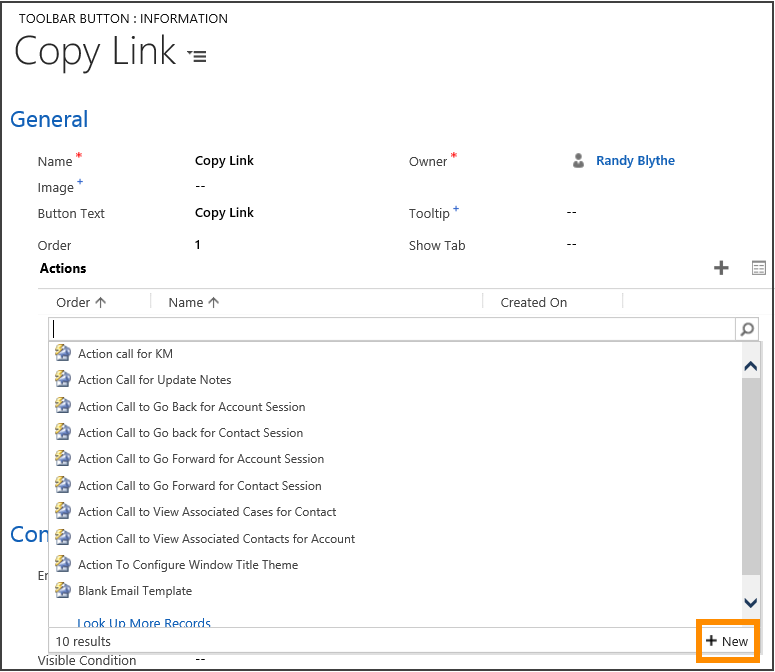 TOOLBAR BUTTON : INFORMATION
Copy Link
General
Name * Copy Link Owner * Randy Blythe
Image + --
Button Text Copy Link Tooltip + --
Order 1 Show Tab --
Actions
Order ↑ Name ↑ Created On
Action call for KM
Action Call for Update Notes
Action Call to Go Back for Account Session
Action Call to Go back for Contact Session
Action Call to Go Forward for Account Session
Action Call to Go Forward for Contact Session
Action Call to View Associated Cases for Contact
Con
Action Call to View Associated Contacts for Account
Action To Configure Window Title Theme
Blank Email Template
Look Up More Records
10 results + New
Visible Condition --